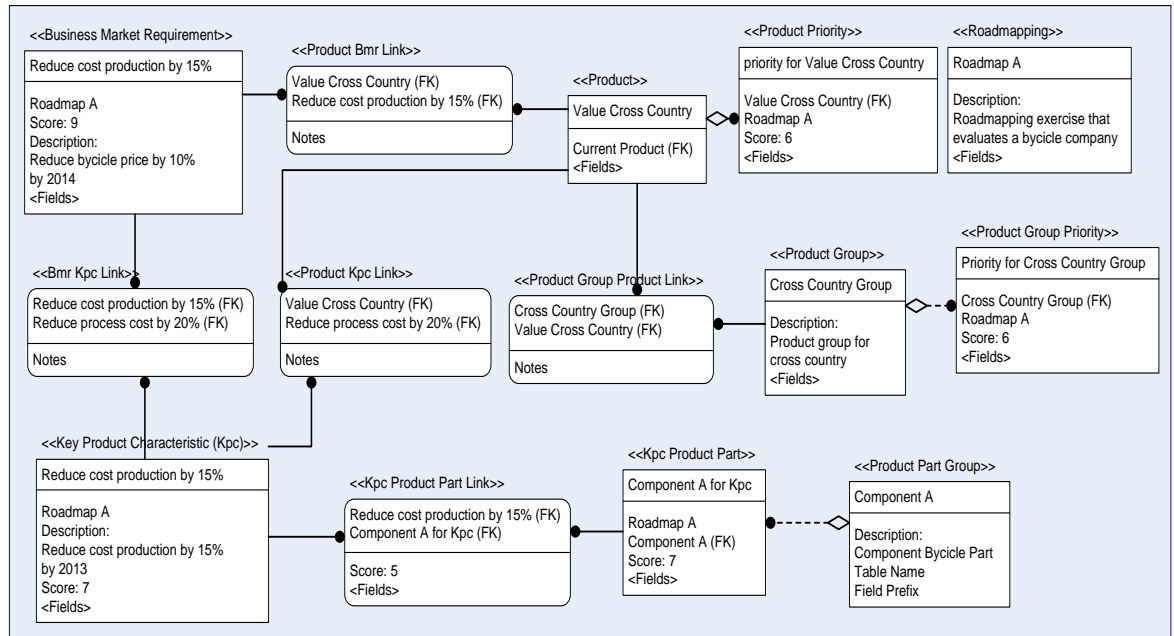 <<Business Market Requirement>>
Reduce cost production by 15%
Roadmap A
Score: 9
Description:
Reduce bycicle price by 10%
by 2014
<Fields>
<<Product Bmr Link>>
Value Cross Country (FK)
Reduce cost production by 15% (FK)
Notes
<<Product>>
Value Cross Country
Current Product (FK)
<Fields>
<<Product Priority>>
priority for Value Cross Country
Value Cross Country (FK)
Roadmap A
Score: 6
<Fields>
<<Roadmapping>>
Roadmap A
Description:
Roadmapping exercise that
evaluates a bycicle company
<Fields>
<<Bmr Kpc Link>>
Reduce cost production by 15% (FK)
Reduce process cost by 20% (FK)
Notes
<<Product Kpc Link>>
Value Cross Country (FK)
Reduce process cost by 20% (FK)
Notes
<<Product Group Product Link>>
Cross Country Group (FK)
Value Cross Country (FK)
Notes
<<Product Group>>
Cross Country Group
Description:
Product group for
cross country
<Fields>
<<Product Group Priority>>
Priority for Cross Country Group
Cross Country Group (FK)
Roadmap A
Score: 6
<Fields>
<<Key Product Characteristic (Kpc)>>
Reduce cost production by 15%
Roadmap A
Description:
Reduce cost production by 15%
by 2013
Score: 7
<Fields>
<<Kpc Product Part Link>>
Reduce cost production by 15% (FK)
Component A for Kpc (FK)
Score: 5
<Fields>
<<Kpc Product Part>>
Component A for Kpc
Roadmap A
Component A (FK)
Score: 7
<Fields>
<<Product Part Group>>
Component A
Description:
Component Bycicle Part
Table Name
Field Prefix